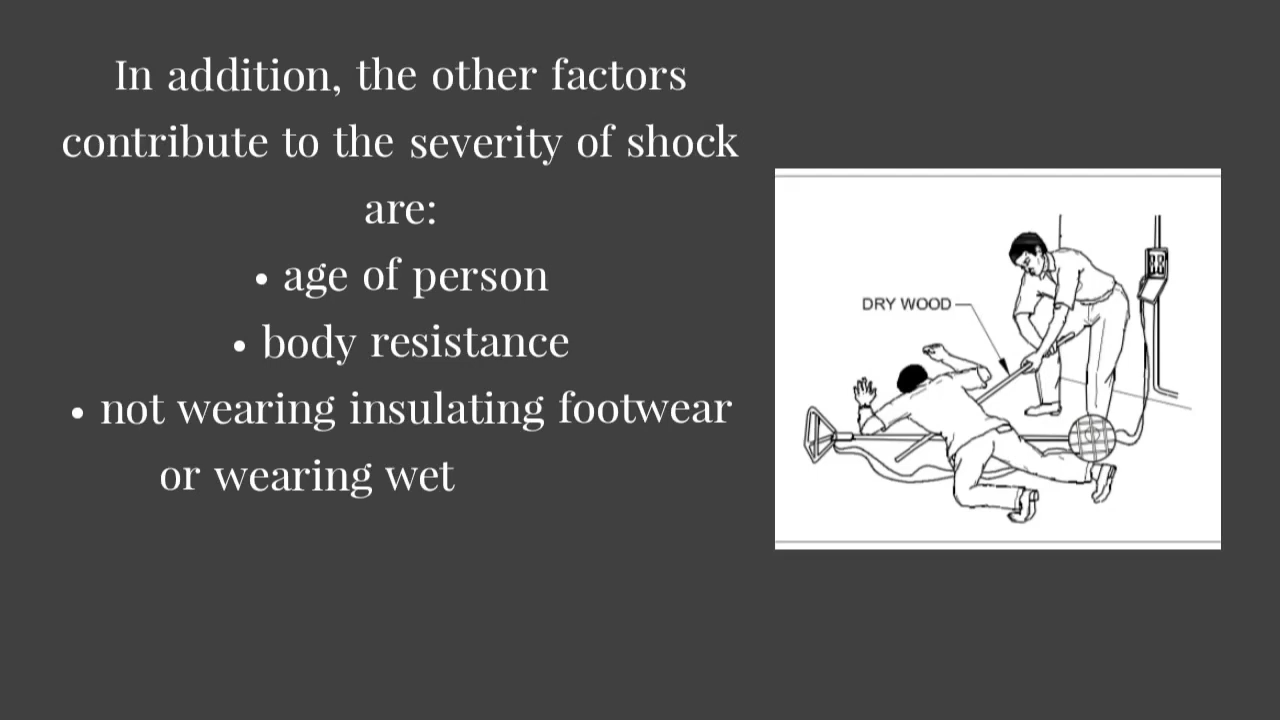 In addition, the other factors
contribute to the severity of shock
are:
• age of person
• body resistance
• not wearing insulating footwear
or wearing wet
DRY WOOD